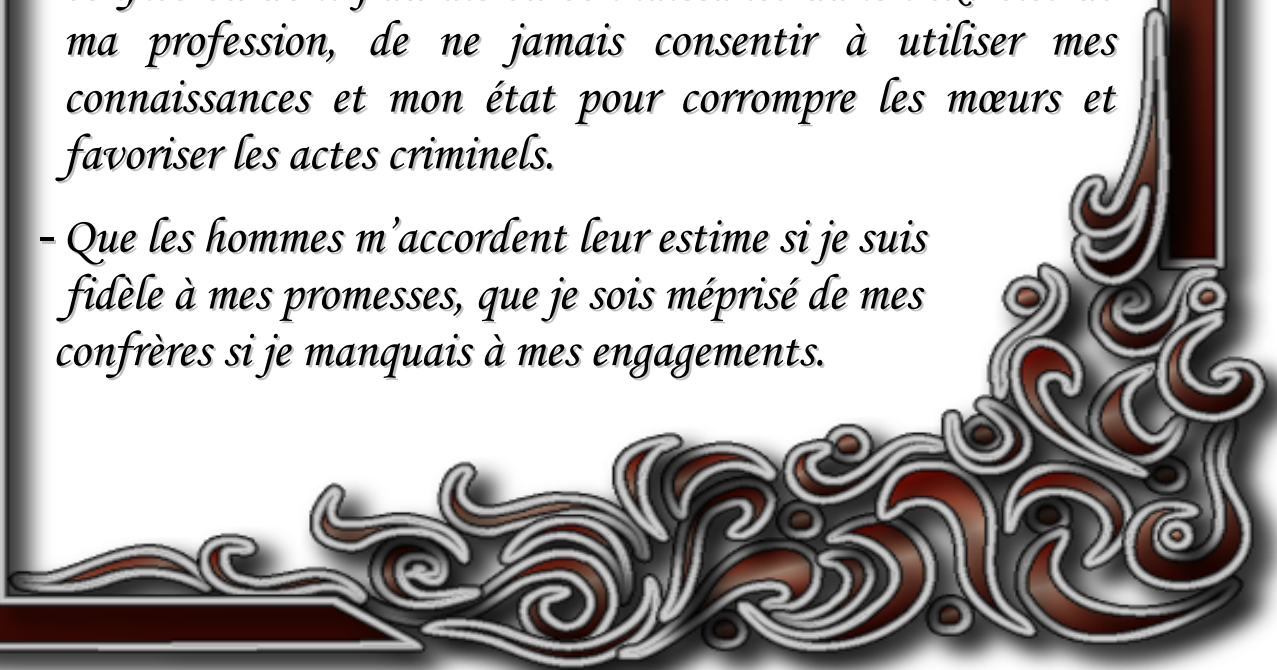 ma profession, de ne jamais consentir à utiliser mes
connaissances et mon état pour corrompre les mœurs et
favoriser les actes criminels.
- Que les hommes m’accordent leur estime si je suis
fidèle à mes promesses, que je sois méprisé de mes
confrères si je manquais à mes engagements.